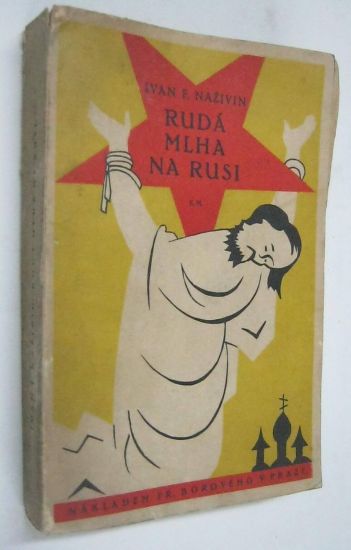 IVAN F. NAŽIVIN
RUDÁ
MLHA
NA RUSI
NÁKLADEM FR. BOROVÉHO V PRAZE